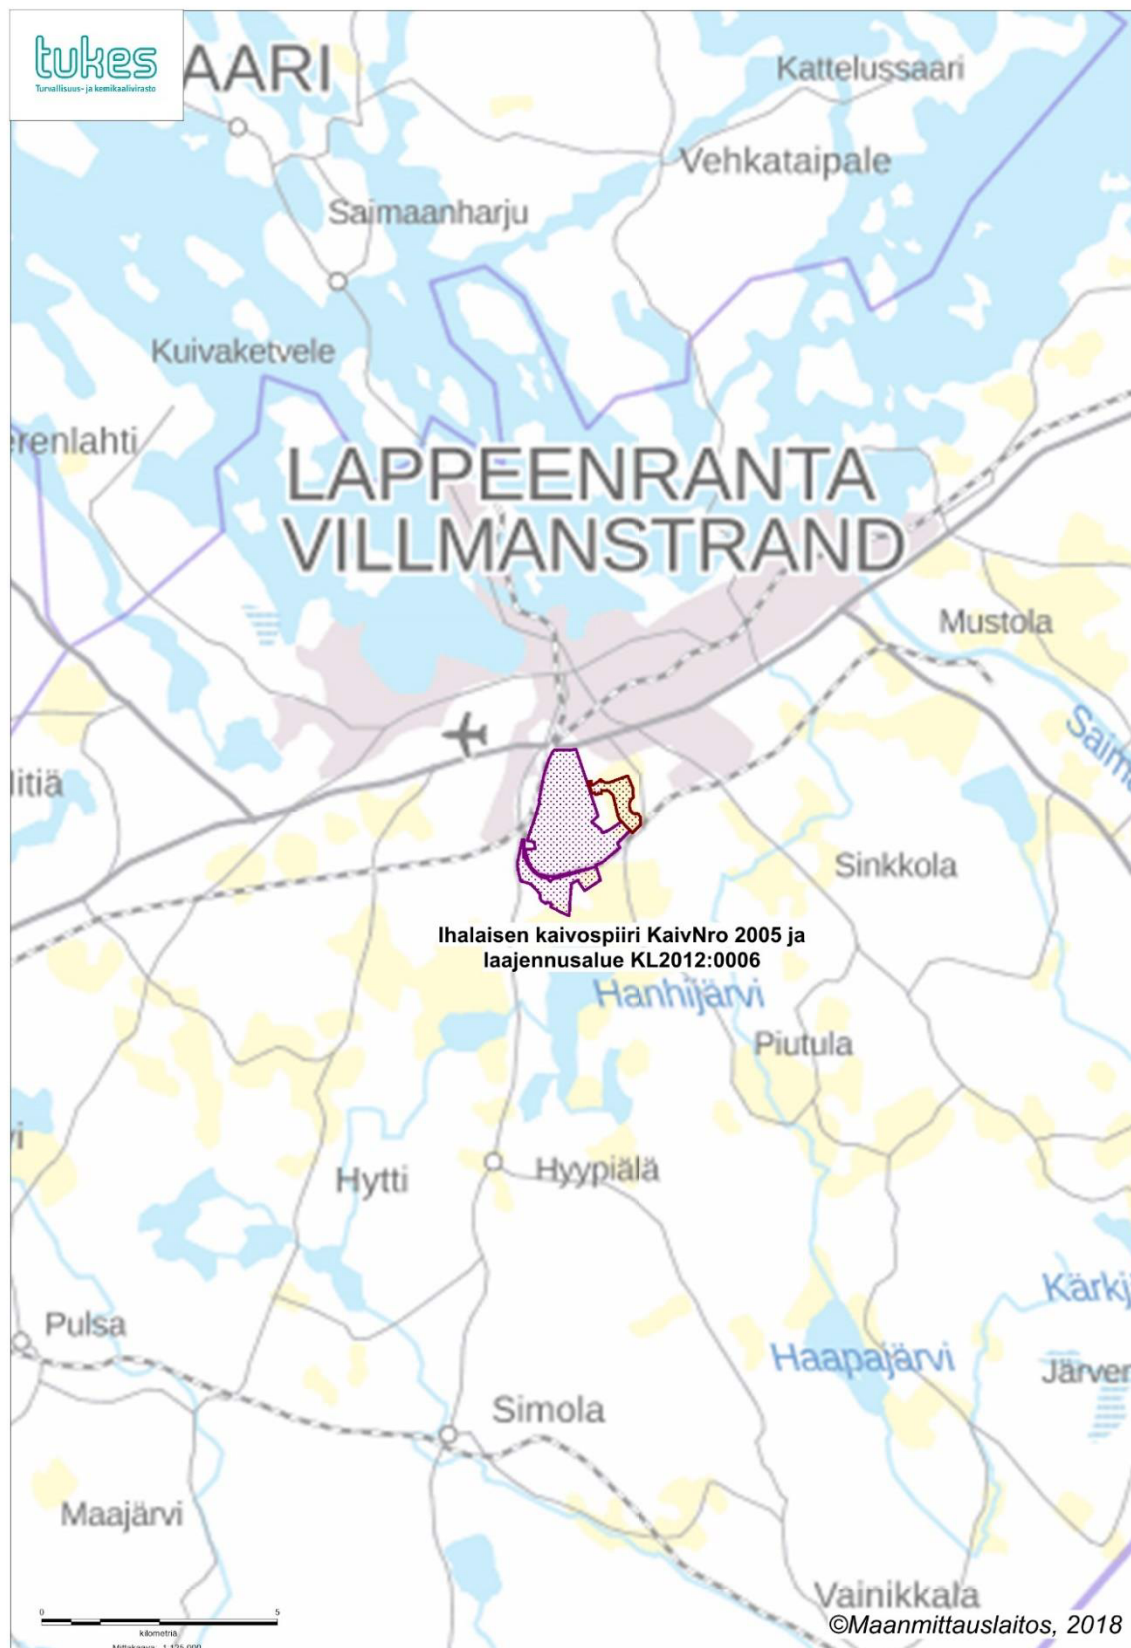 tukes
Turvallisuus- ja kemikaalivirasto
AARI
Kattelussaari
Vehkataipale
Saimaanharju
Kuivaketvele
renlahti
LAPPEENRANTA
VILLMANSTRAND
Mustola
Saima
litiä
Sinkkola
Ihalaisen kaivospiiri KaivNro 2005 ja
laajennusalue KL2012:0006
Hanhijärvi
Piutula
i
Hytti
Hyypiälä
Kärkj
Pulsa
Haapajärvi
Järver
Simola
Maajärvi
Vainikkala
0 5
kilometriä
©Maanmittauslaitos, 2018